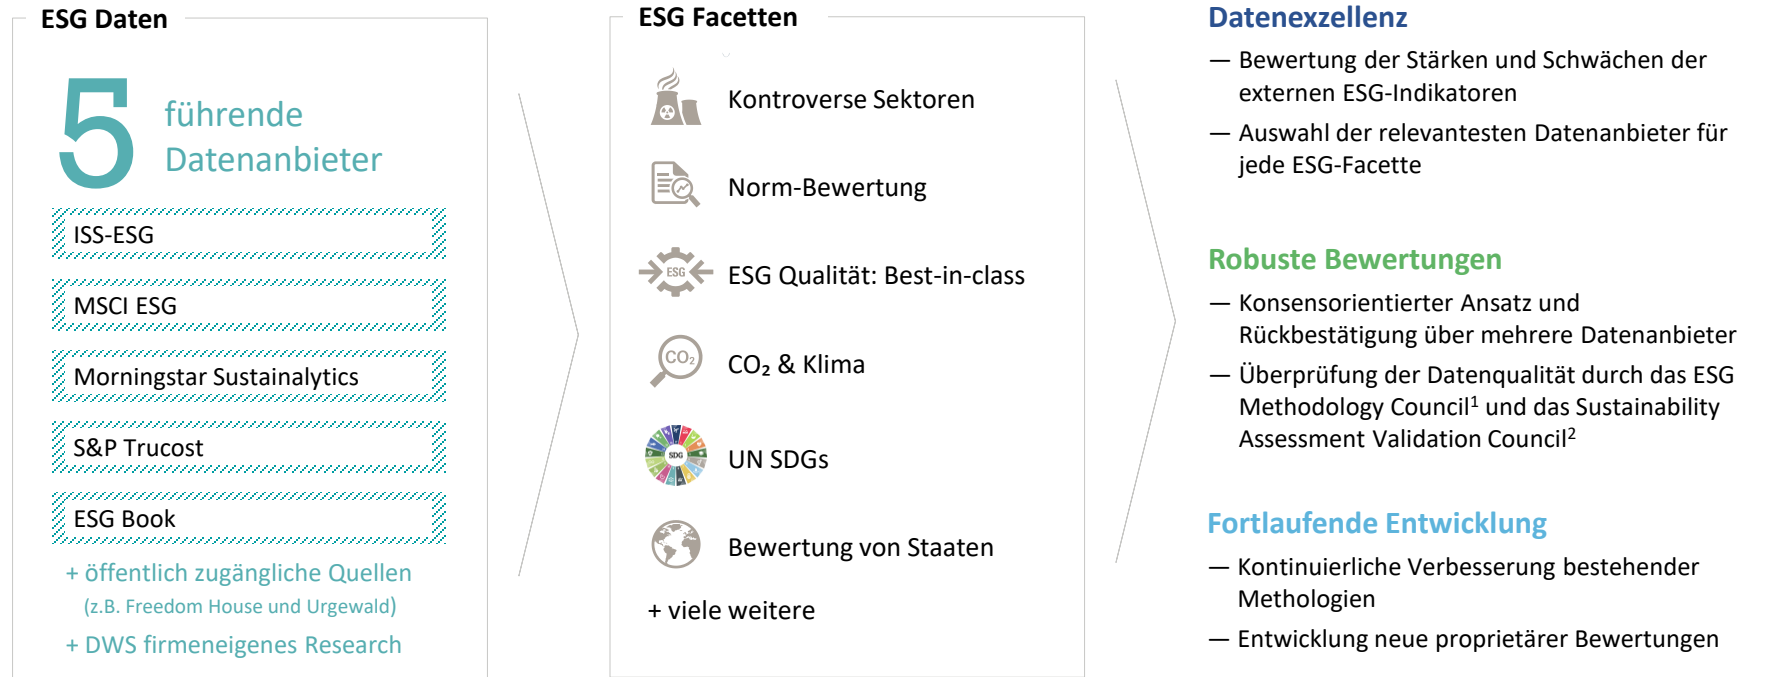 ESG Daten
5
führende
Datenanbieter
ISS-ESG
MSCI ESG
Morningstar Sustainalytics
S&P Trucost
ESG Book
+ öffentlich zugängliche Quellen
(z.B. Freedom House und Urgewald)
+ DWS firmeneigenes Research
ESG Facetten
Kontroverse Sektoren
Norm-Bewertung
ESG
ESG Qualität: Best-in-class
CO₂
CO₂ & Klima
SDG
UN SDGs
Bewertung von Staaten
+ viele weitere
Datenexzellenz
— Bewertung der Stärken und Schwächen der
externen ESG-Indikatoren
— Auswahl der relevantesten Datenanbieter für
jede ESG-Facette
Robuste Bewertungen
— Konsensorientierter Ansatz und
Rückbestätigung über mehrere Datenanbieter
— Überprüfung der Datenqualität durch das ESG
Methodology Council¹ und das Sustainability
Assessment Validation Council²
Fortlaufende Entwicklung
— Kontinuierliche Verbesserung bestehender
Methologien
— Entwicklung neue proprietärer Bewertungen